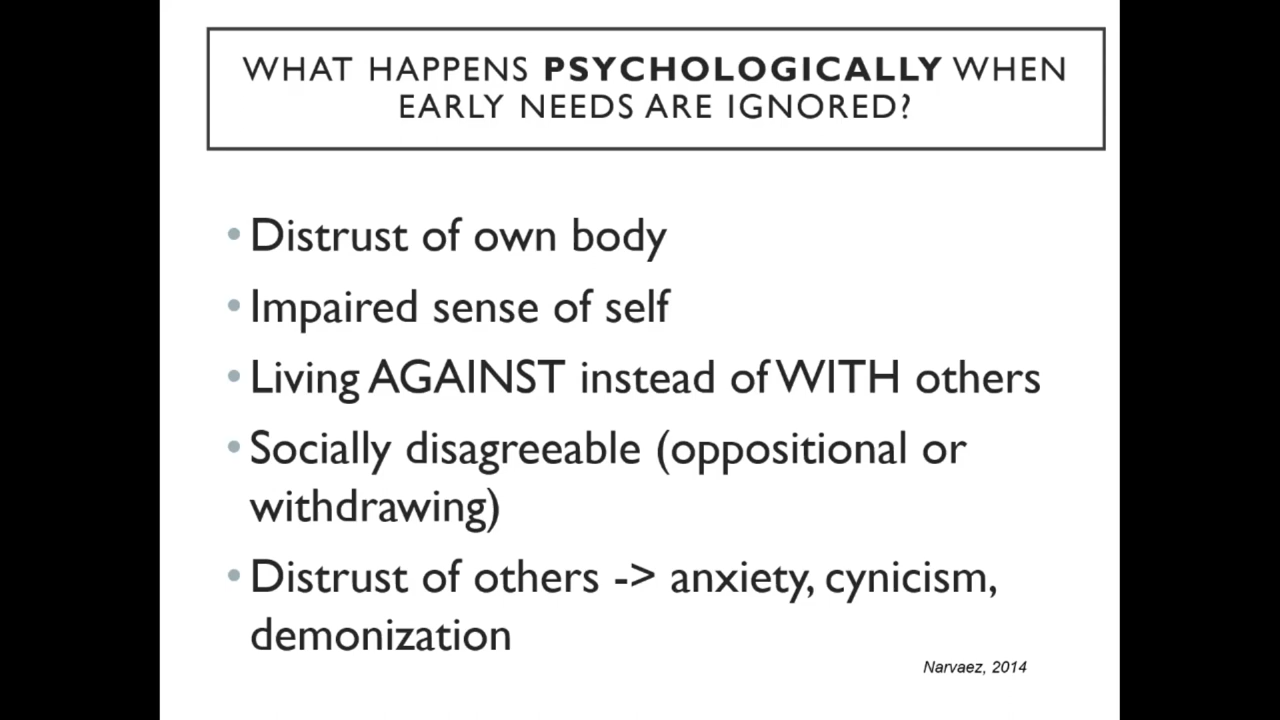 WHAT HAPPENS PSYCHOLOGICALLY WHEN
EARLY NEEDS ARE IGNORED?
• Distrust of own body
• Impaired sense of self
• Living AGAINST instead of WITH others
• Socially disagreeable (oppositional or
withdrawing)
• Distrust of others -> anxiety, cynicism,
demonization
Narvaez, 2014